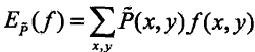 $E_{\tilde{P}}(f) = \sum_{x,y} \tilde{P}(x,y) f(x,y)$